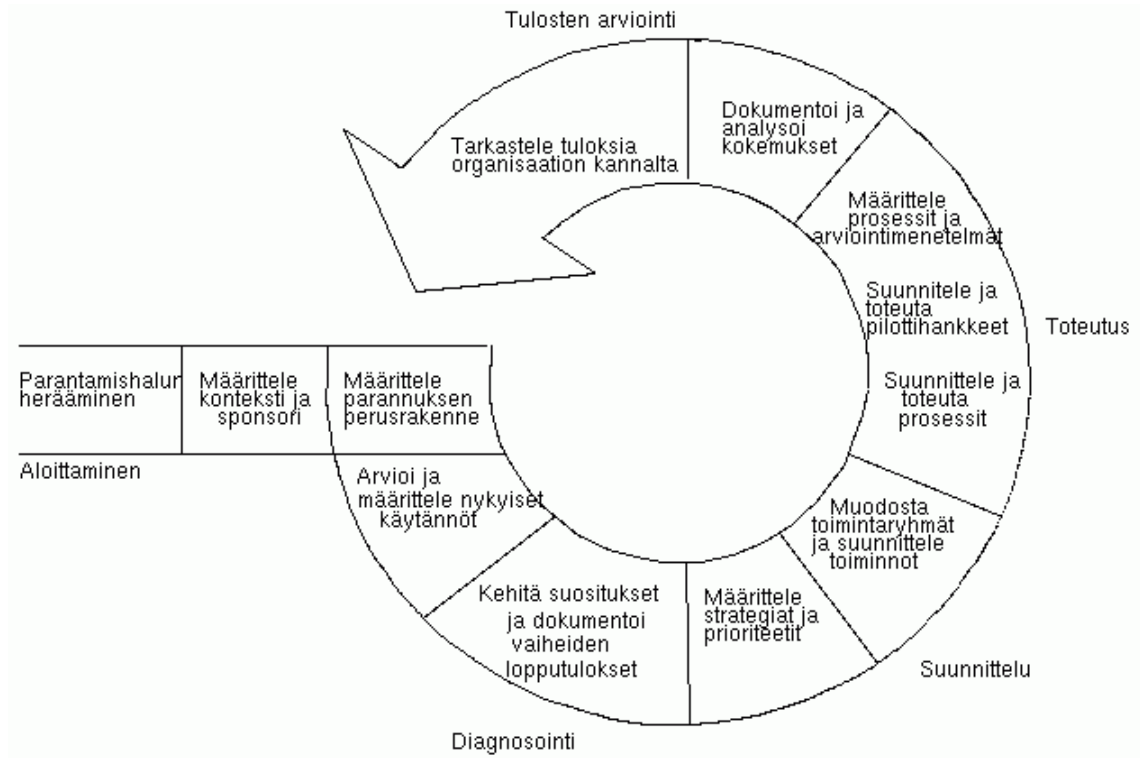 Tulosten arviointi
Dokumentoi ja
analysoi
kokemukset
Tarkastele tuloksia
organisaation kannalta
Määrittele
prosessit ja
arviointimenetelmät
Suunnitele ja
toteuta
pilottihankkeet
Toteutus
Suunnittele ja
toteuta
prosessit
Parantamishalun
herääminen
Määrittele
konteksti ja
sponsori
Määrittele
parannuksen
perusrakenne
Aloittaminen
Arvioi ja
määrittele nykyiset
käytännöt
Muodosta
toimintaryhmät
ja suunnittele
toiminnot
Kehitä suositukset
ja dokumentoi
vaiheiden
lopputulokset
Määrittele
strategiat ja
prioriteetit
Suunnittelu
Diagnosointi